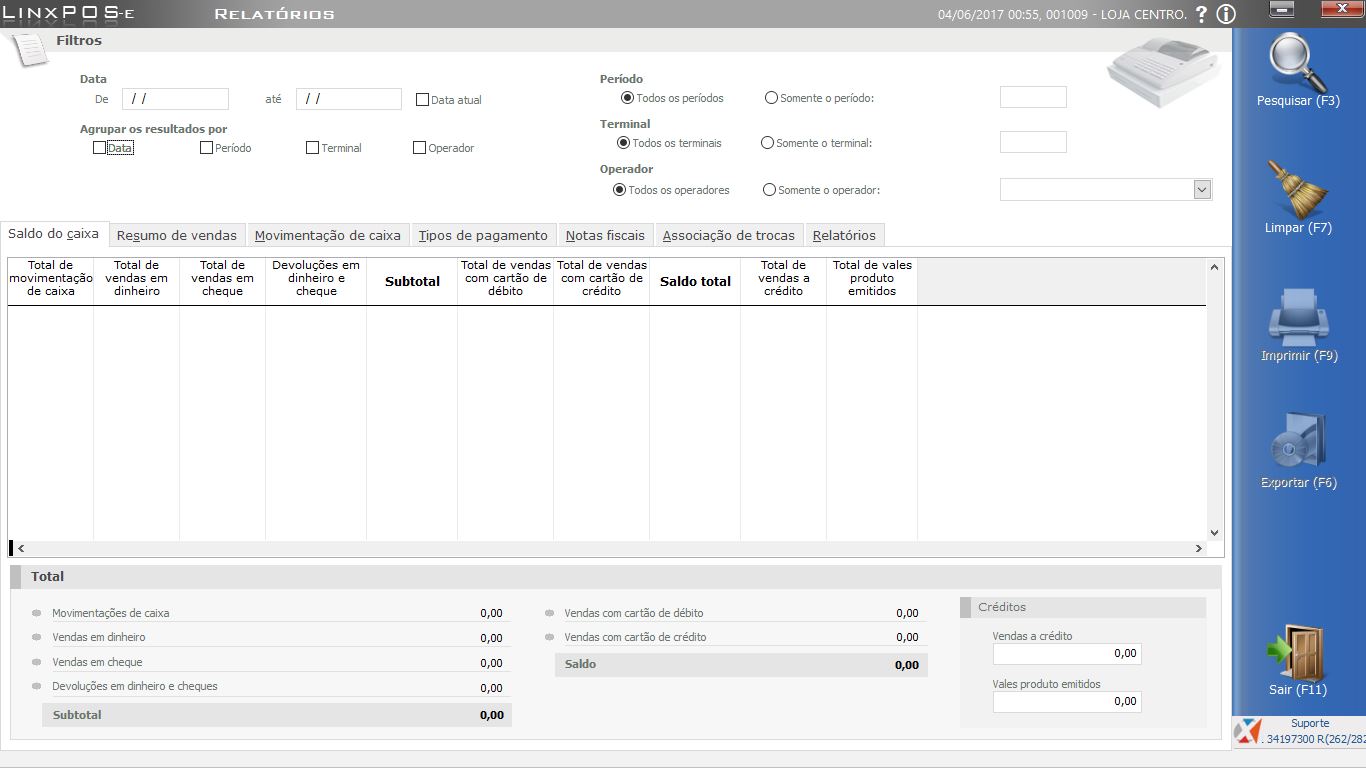 LINXPOS-E
RELATÓRIOS
04/06/2017 00:55, 001009 - LOJA CENTRO.
Filtros
Data
De / / até / / Data atual
Agrupar os resultados por
Data Período Terminal Operador
Período
Todos os períodos Somente o período:
Terminal
Todos os terminais Somente o terminal:
Operador
Todos os operadores Somente o operador:
Saldo do caixa Resumo de vendas Movimentação de caixa Tipos de pagamento Notas fiscais Associação de trocas Relatórios
Total de
movimentação
de caixa
Total de
vendas em
dinheiro
Total de
vendas em
cheque
Devoluções em
dinheiro e
cheque
Subtotal
Total de vendas
com cartão de
débito
Total de vendas
com cartão de
crédito
Saldo total
Total de
vendas a
crédito
Total de vales
produto
emitidos
Total
Movimentações de caixa 0,00
Vendas em dinheiro 0,00
Vendas em cheque 0,00
Devoluções em dinheiro e cheques 0,00
Subtotal 0,00
Vendas com cartão de débito 0,00
Vendas com cartão de crédito 0,00
Saldo 0,00
Créditos
Vendas a crédito
0,00
Vales produto emitidos
0,00
Pesquisar (F3)
Limpar (F7)
Imprimir (F9)
Exportar (F6)
Sair (F11)
Suporte
. 34197300 R(262/282